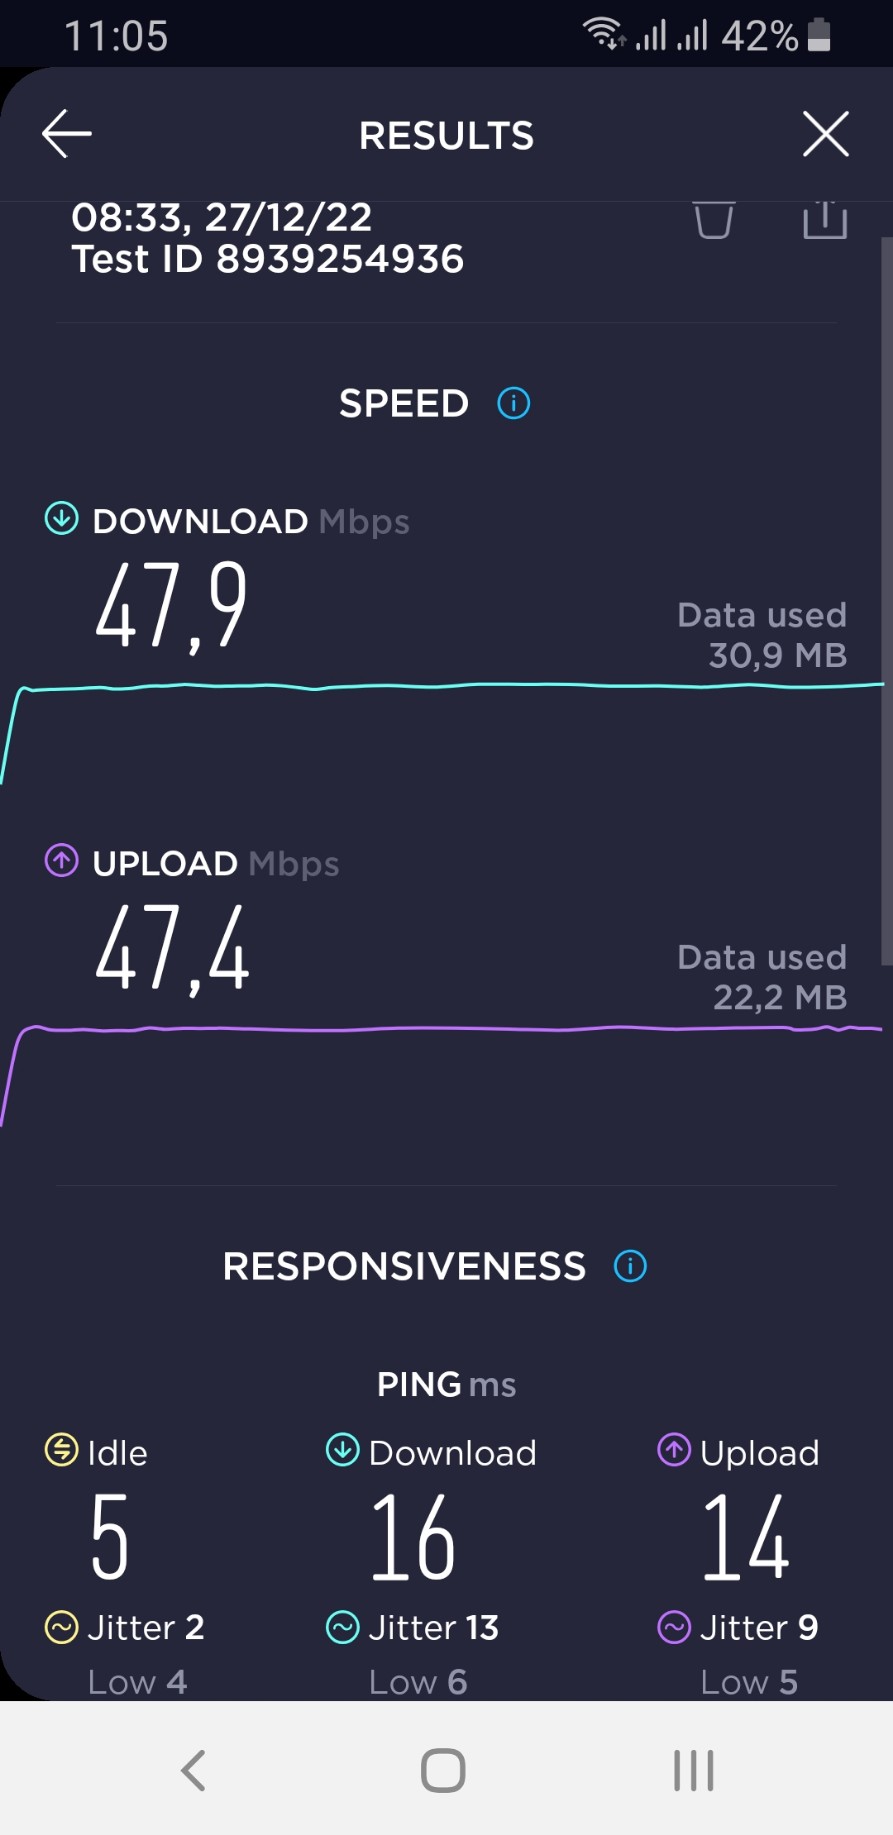 11:05 42%
RESULTS
08:33, 27/12/22
Test ID 8939254936
SPEED
DOWNLOAD Mbps
47,9
Data used
30,9 MB
UPLOAD Mbps
47,4
Data used
22,2 MB
RESPONSIVENESS
PING ms
Idle Download Upload
5 16 14
Jitter 2 Jitter 13 Jitter 9
Low 4 Low 6 Low 5